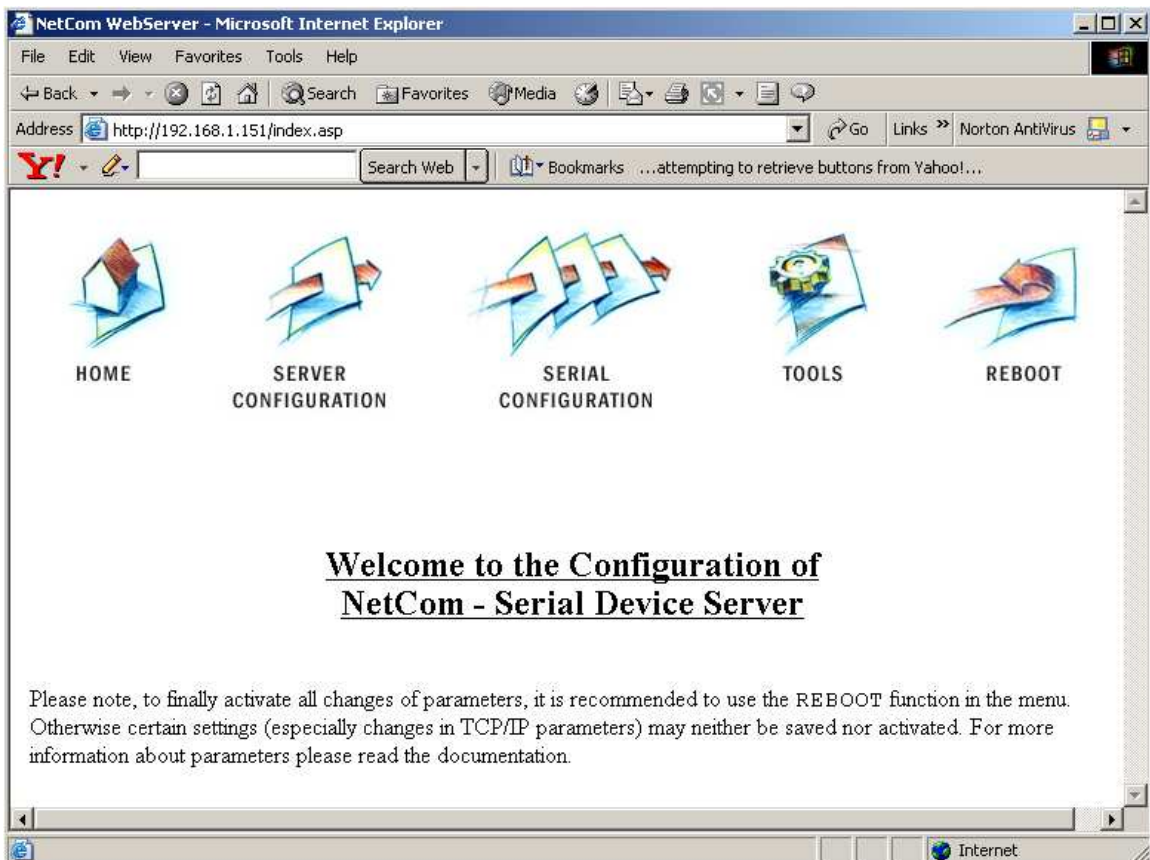 NetCom WebServer - Microsoft Internet Explorer
File Edit View Favorites Tools Help
Back Search Favorites Media
Address http://192.168.1.151/index.asp Go Links » Norton AntiVirus
Y! Search Web Bookmarks ...attempting to retrieve buttons from Yahoo!...
HOME SERVER CONFIGURATION SERIAL CONFIGURATION TOOLS REBOOT
Welcome to the Configuration of
NetCom - Serial Device Server
Please note, to finally activate all changes of parameters, it is recommended to use the REBOOT function in the menu.
Otherwise certain settings (especially changes in TCP/IP parameters) may neither be saved nor activated. For more
information about parameters please read the documentation.
Internet